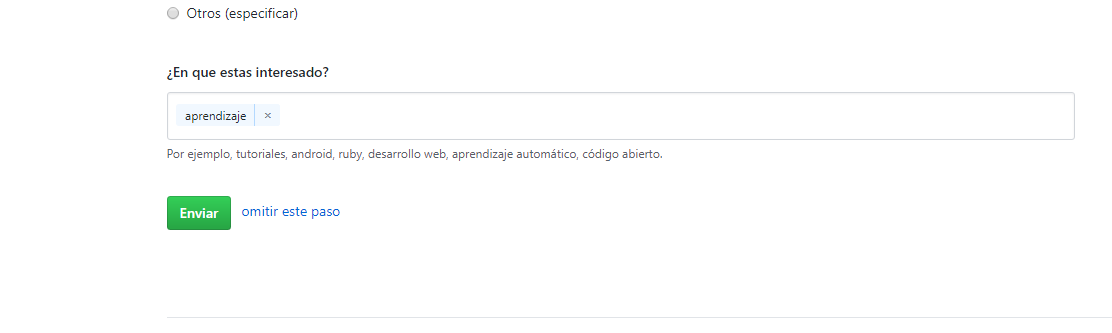 Otros (especificar)
¿En que estas interesado?
aprendizaje ×
Por ejemplo, tutoriales, android, ruby, desarrollo web, aprendizaje automático, código abierto.
Enviar omitir este paso